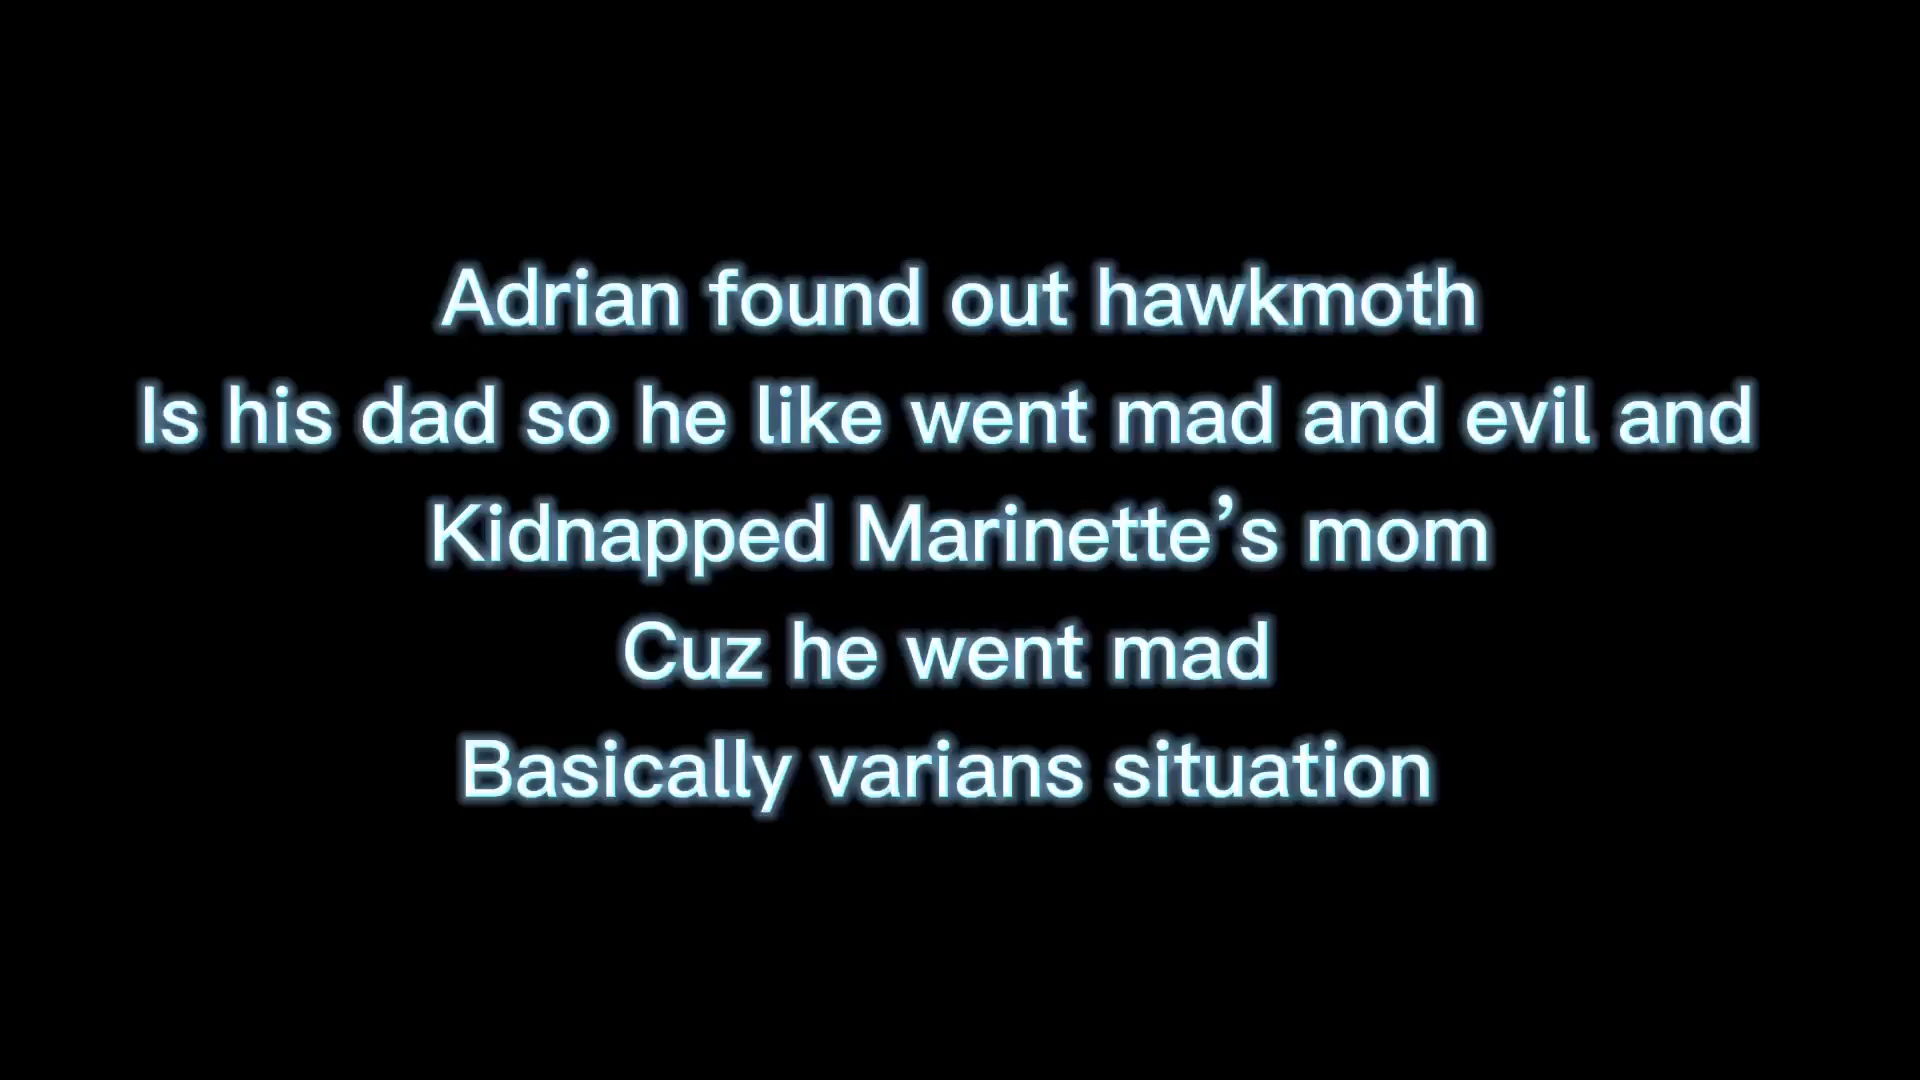 Adrian found out hawkmoth
Is his dad so he like went mad and evil and
Kidnapped Marinette’s mom
Cuz he went mad
Basically varians situation